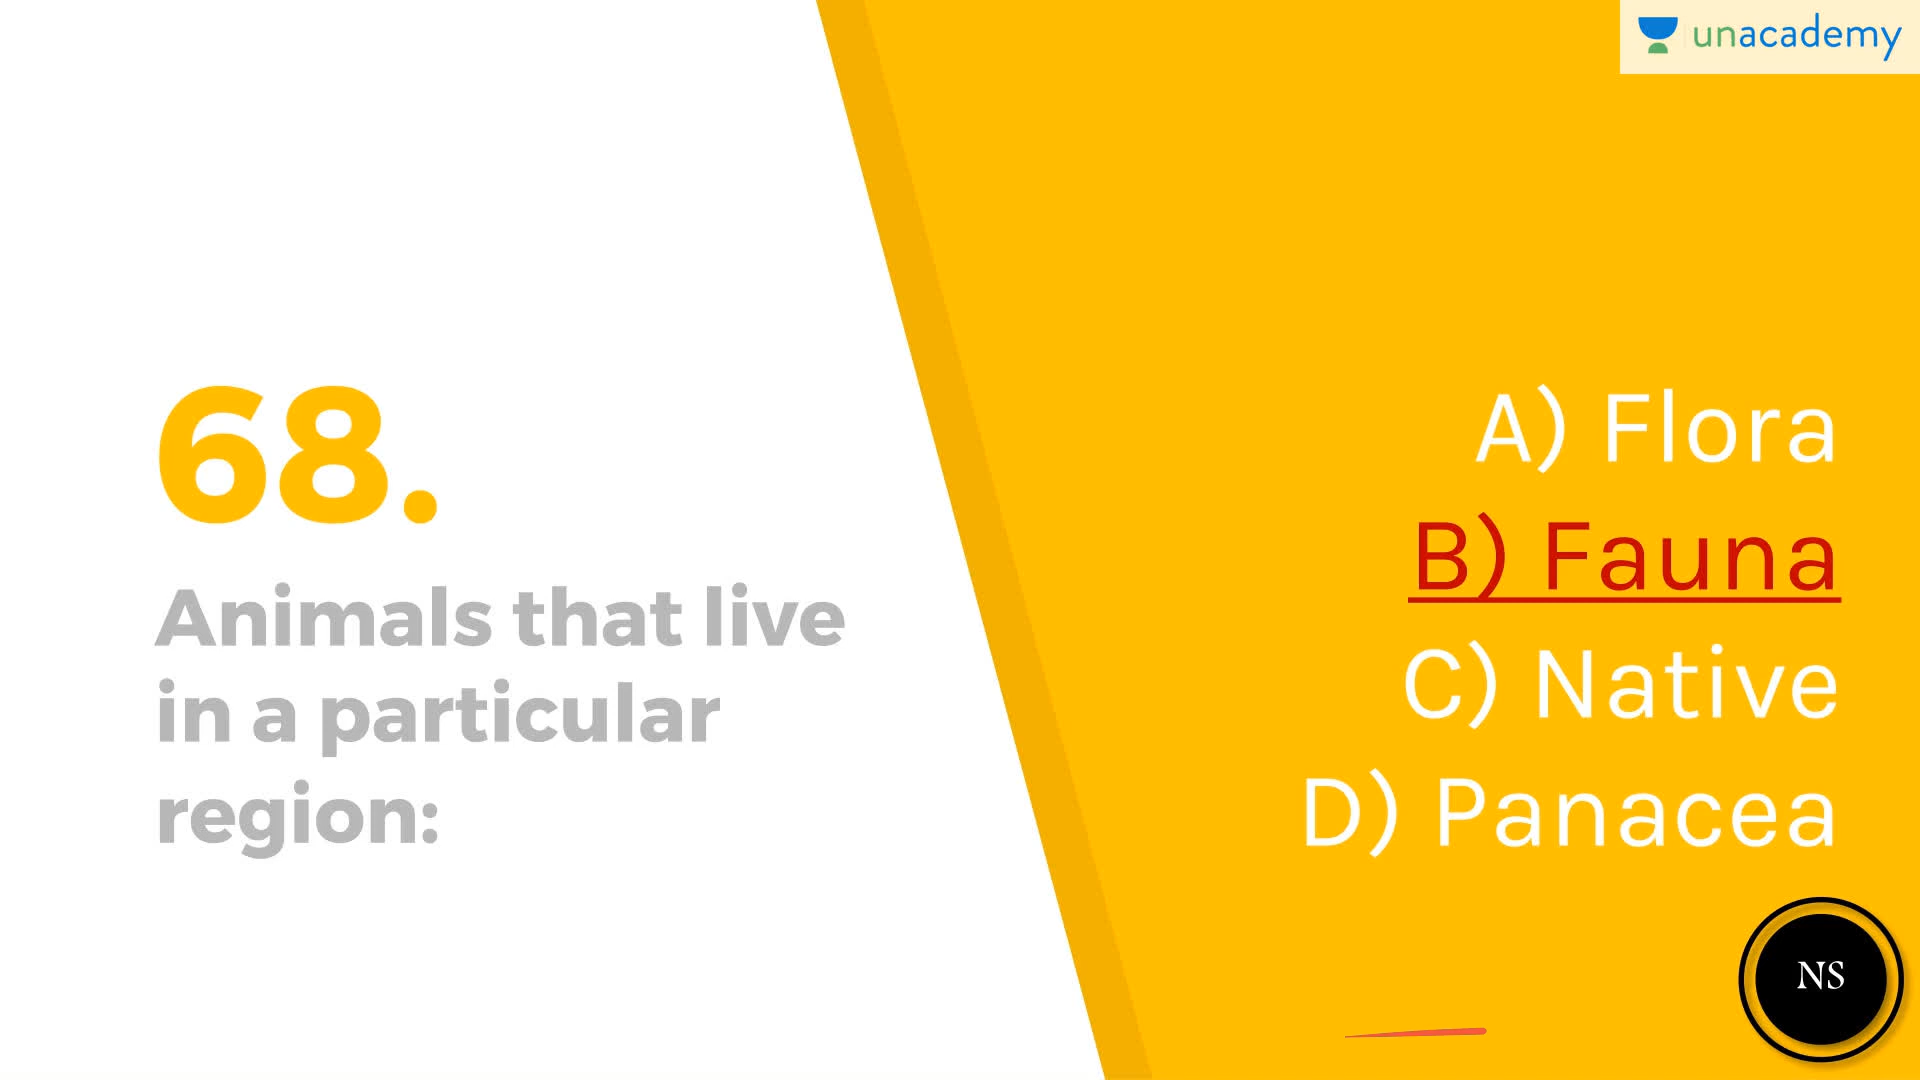 unacademy
68.
Animals that live
in a particular
region:
A) Flora
B) Fauna
C) Native
D) Panacea
NS